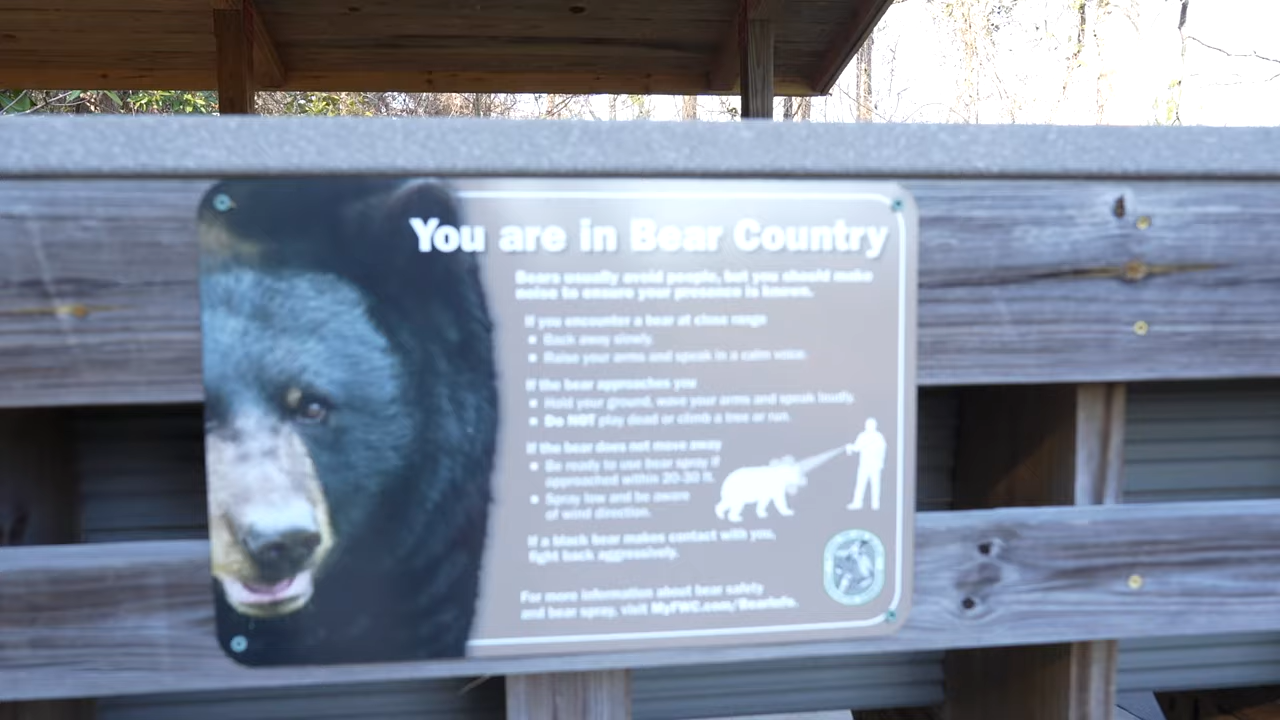 You are in Bear Country
Bears usually avoid people, but you should make
noise to ensure your presence is known.
If you encounter a bear at close range
• Back away slowly.
• Raise your arms and speak in a calm voice.
If the bear approaches you
• Hold your ground, wave your arms and speak loudly.
• Do NOT play dead or climb a tree or run.
If the bear does not move away
• Be ready to use bear spray if
approached within 20-30 ft.
• Spray low and be aware
of wind direction.
If a black bear makes contact with you,
fight back aggressively.
For more information about bear safety
and bear spray, visit MyFWC.com/BearInfo.